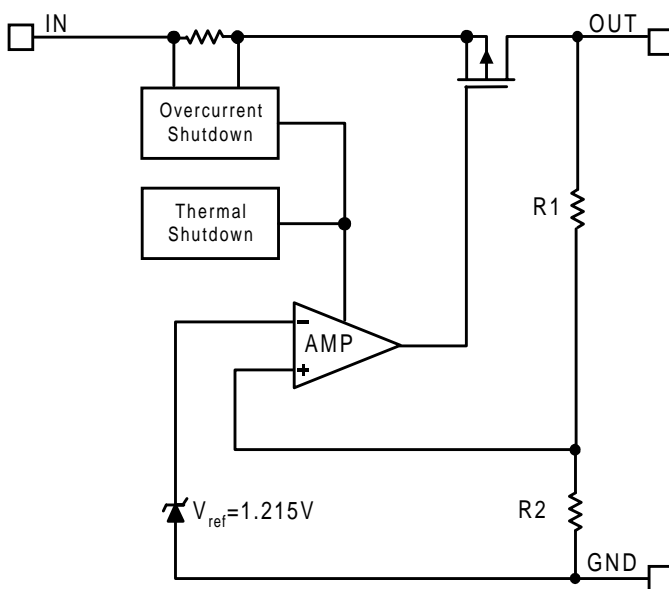 IN
OUT
Overcurrent
Shutdown
Thermal
Shutdown
R1
AMP
−
+
V_ref=1.215V
R2
GND